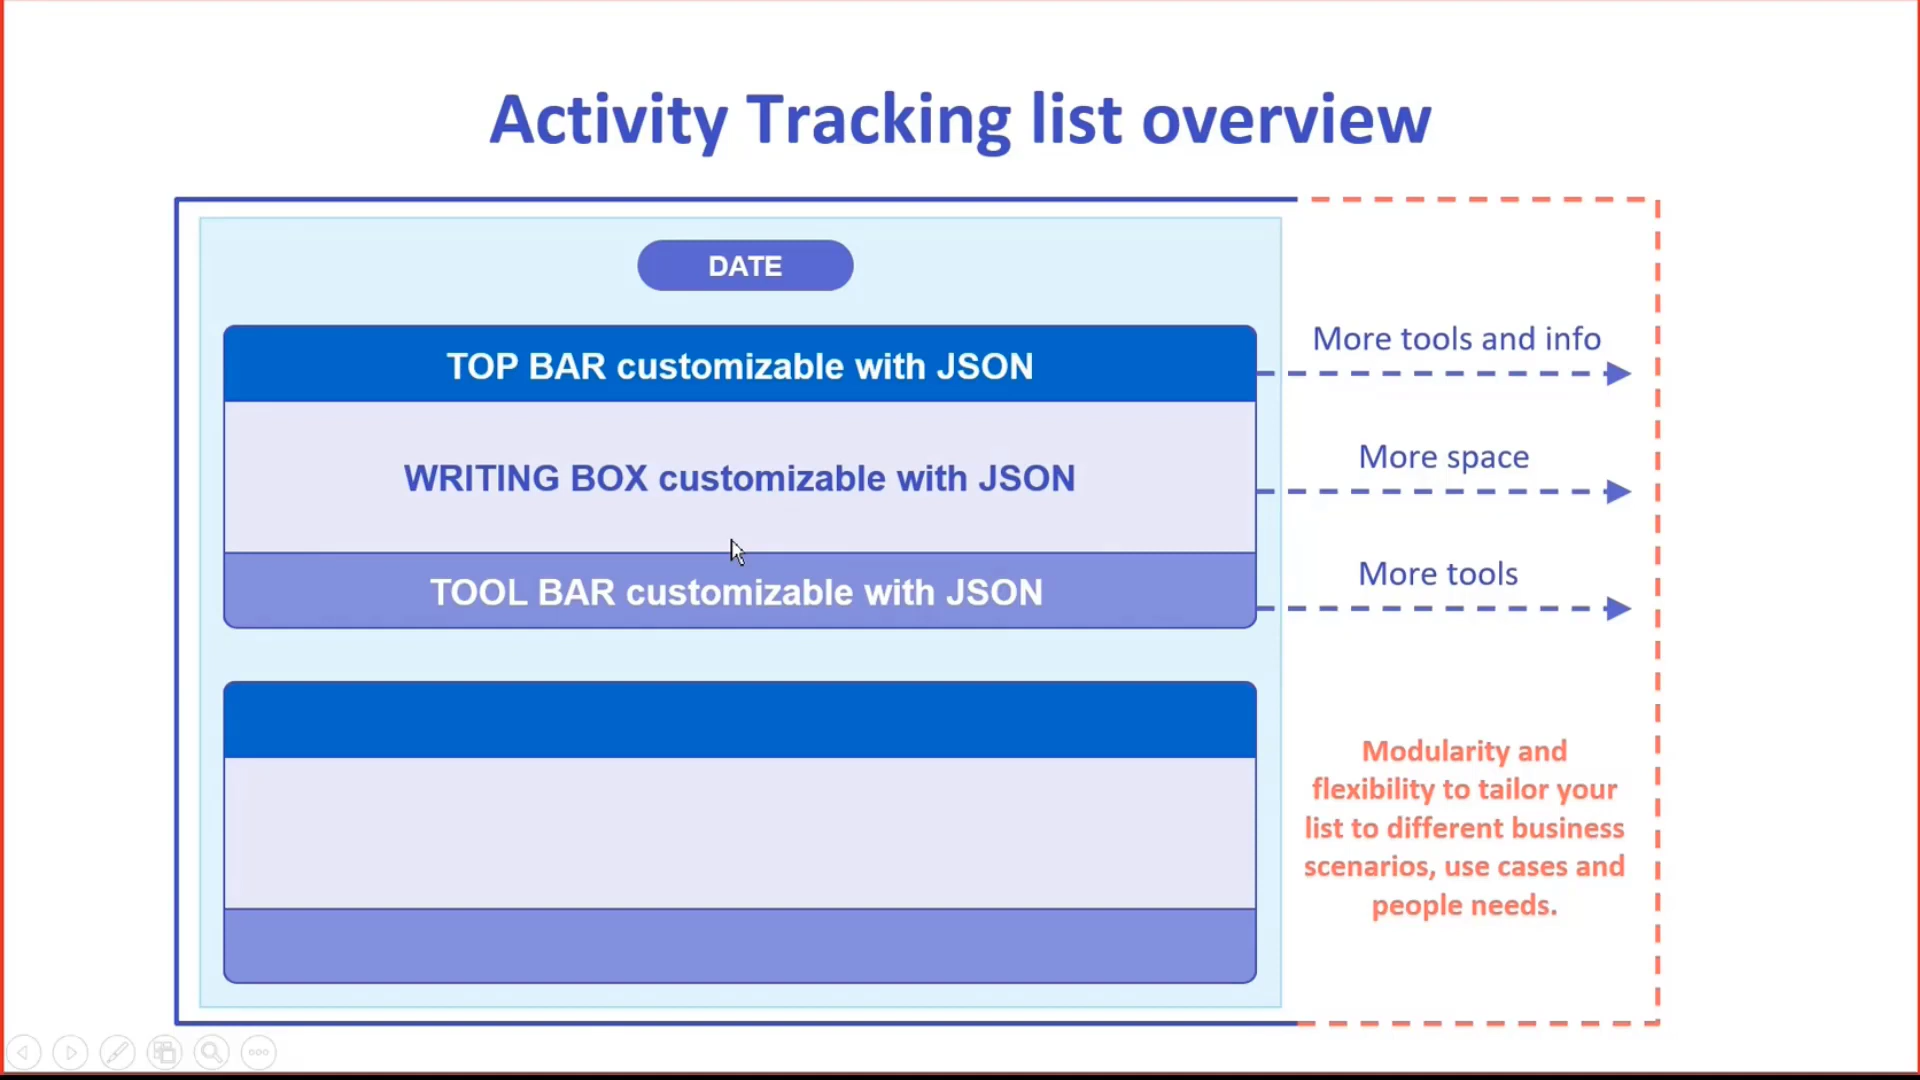 Activity Tracking list overview
DATE
TOP BAR customizable with JSON
More tools and info
WRITING BOX customizable with JSON
More space
TOOL BAR customizable with JSON
More tools
Modularity and
flexibility to tailor your
list to different business
scenarios, use cases and
people needs.